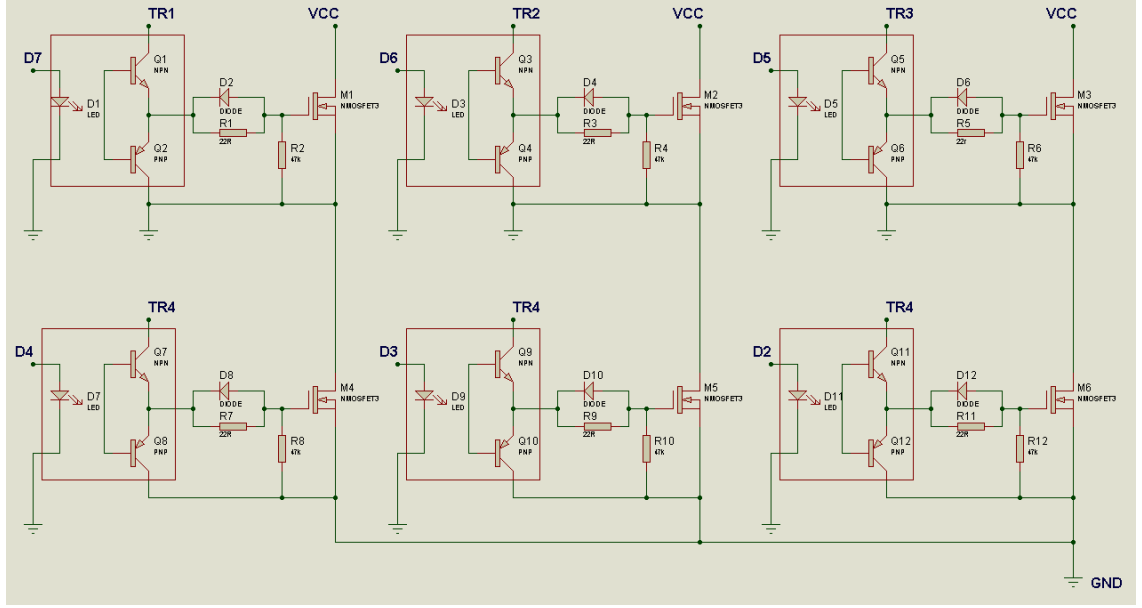 TR1
VCC
TR2
VCC
TR3
VCC
D7
Q1
NPN
D6
Q3
NPN
D5
Q5
NPN
D1
LED
D2
DIODE
R1
22R
M1
NMOSFET3
D3
LED
D4
DIODE
R3
22R
M2
NMOSFET3
D5
LED
D6
DIODE
R5
22r
M3
NMOSFET3
Q2
PNP
R2
47k
Q4
PNP
R4
47k
Q6
PNP
R6
47k
TR4
TR4
TR4
D4
Q7
NPN
D3
Q9
NPN
D2
Q11
NPN
D7
LED
D8
DIODE
R7
22R
M4
NMOSFET3
D9
LED
D10
DIODE
R9
22R
M5
NMOSFET3
D11
LED
D12
DIODE
R11
22R
M6
NMOSFET3
Q8
PNP
R8
47k
Q10
PNP
R10
47k
Q12
PNP
R12
47k
GND